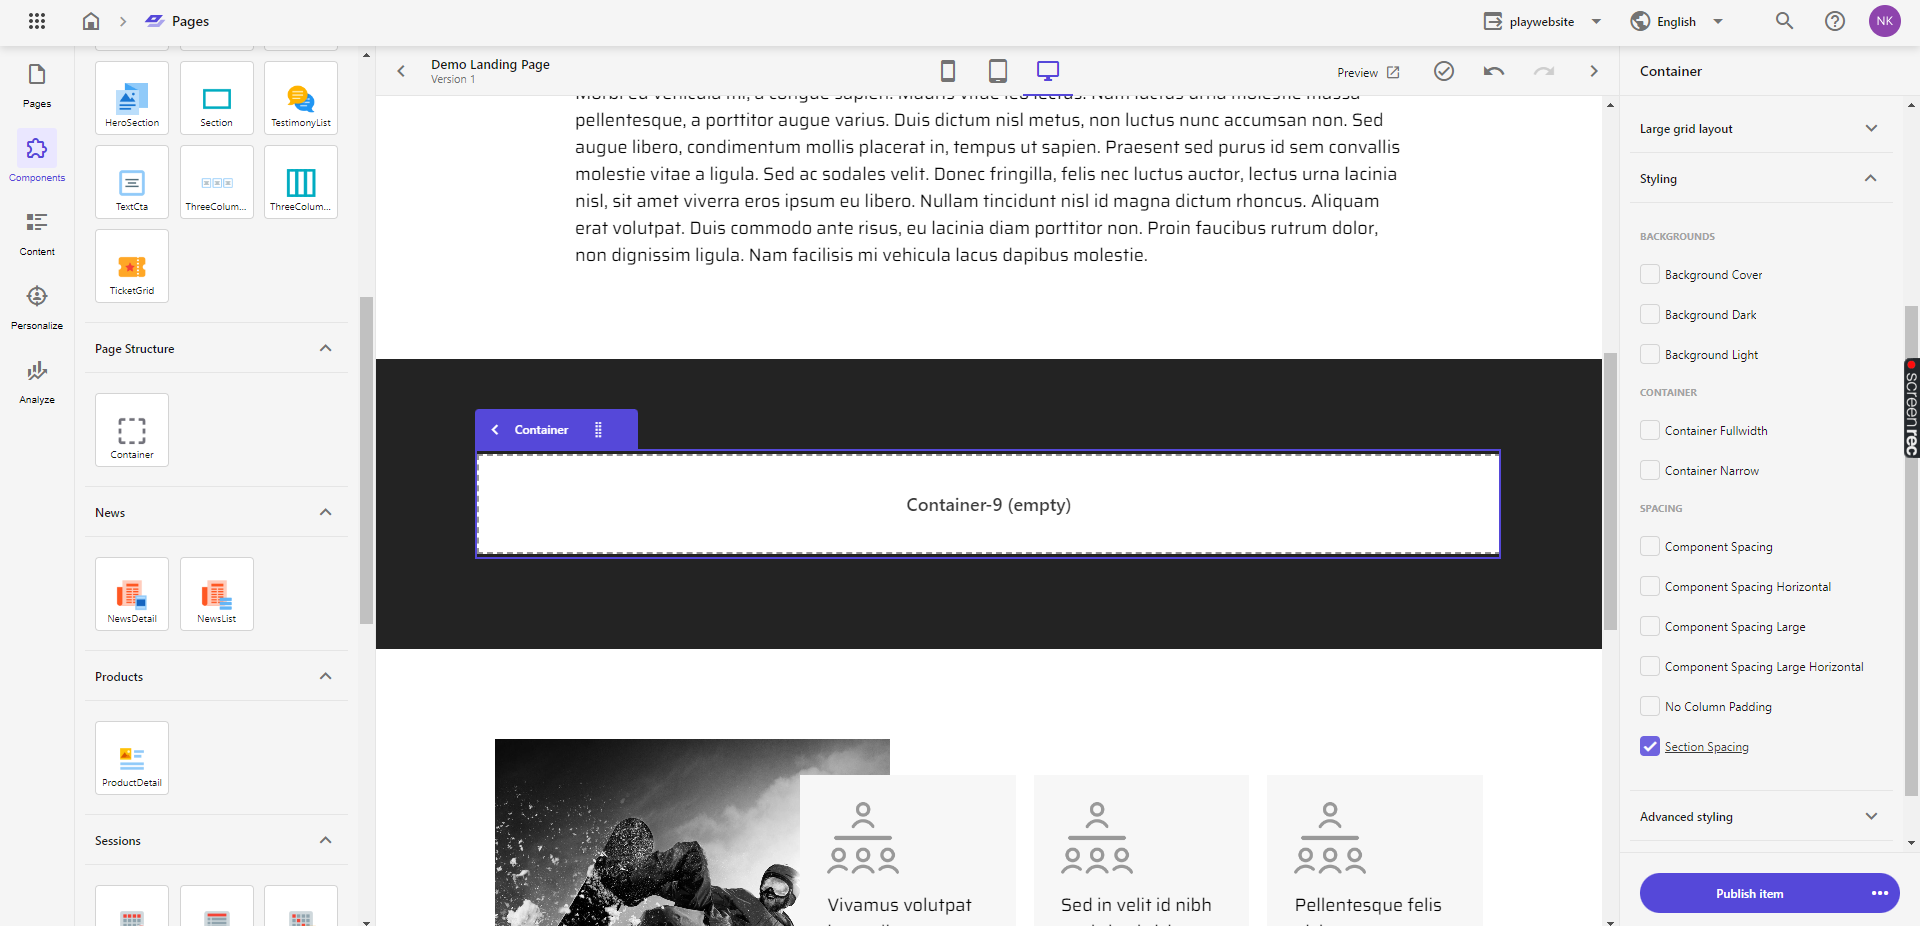 Pages
playwebsite
English
NK
Pages
Components
Content
Personalize
Analyze
HeroSection
Section
TestimonyList
TextCta
ThreeColum...
ThreeColum...
TicketGrid
Page Structure
Container
News
NewsDetail
NewsList
Products
ProductDetail
Sessions
Demo Landing Page
Version 1
Preview
pellentesque, a porttitor augue varius. Duis dictum nisl metus, non luctus nunc accumsan non. Sed
augue libero, condimentum mollis placerat in, tempus ut sapien. Praesent sed purus id sem convallis
molestie vitae a ligula. Sed ac sodales velit. Donec fringilla, felis nec luctus auctor, lectus urna lacinia
nisl, sit amet viverra eros ipsum eu libero. Nullam tincidunt nisl id magna dictum rhoncus. Aliquam
erat volutpat. Duis commodo ante risus, eu lacinia diam porttitor non. Proin faucibus rutrum dolor,
non dignissim ligula. Nam facilisis mi vehicula lacus dapibus molestie.
Container
Container-9 (empty)
Vivamus volutpat
Sed in velit id nibh
Pellentesque felis
Container
Large grid layout
Styling
BACKGROUNDS
Background Cover
Background Dark
Background Light
CONTAINER
Container Fullwidth
Container Narrow
SPACING
Component Spacing
Component Spacing Horizontal
Component Spacing Large
Component Spacing Large Horizontal
No Column Padding
Section Spacing
Advanced styling
Publish item
screenrec